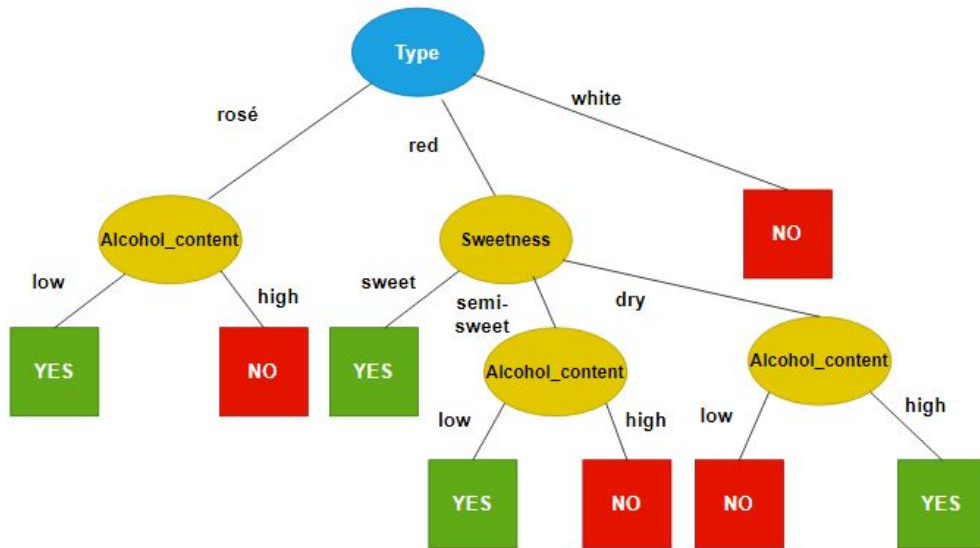 Type
rosé
red
white
Alcohol_content
Sweetness
NO
low
high
sweet
semi-
sweet
dry
YES
NO
YES
Alcohol_content
Alcohol_content
low
high
low
high
YES
NO
NO
YES